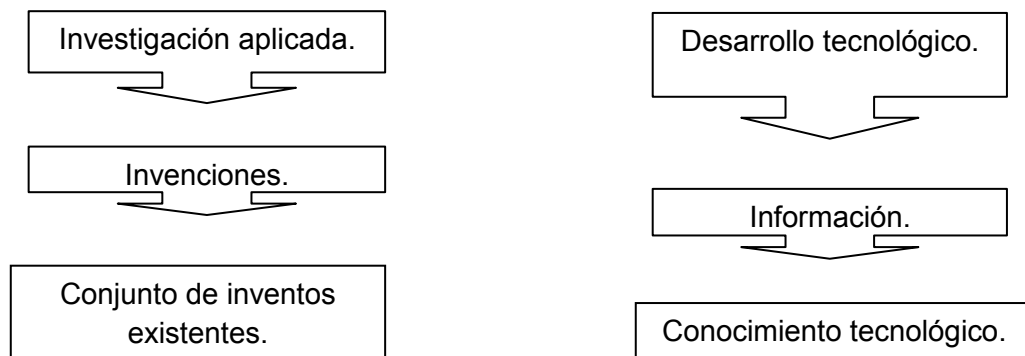 Investigación aplicada.
Invenciones.
Conjunto de inventos
existentes.
Desarrollo tecnológico.
Información.
Conocimiento tecnológico.